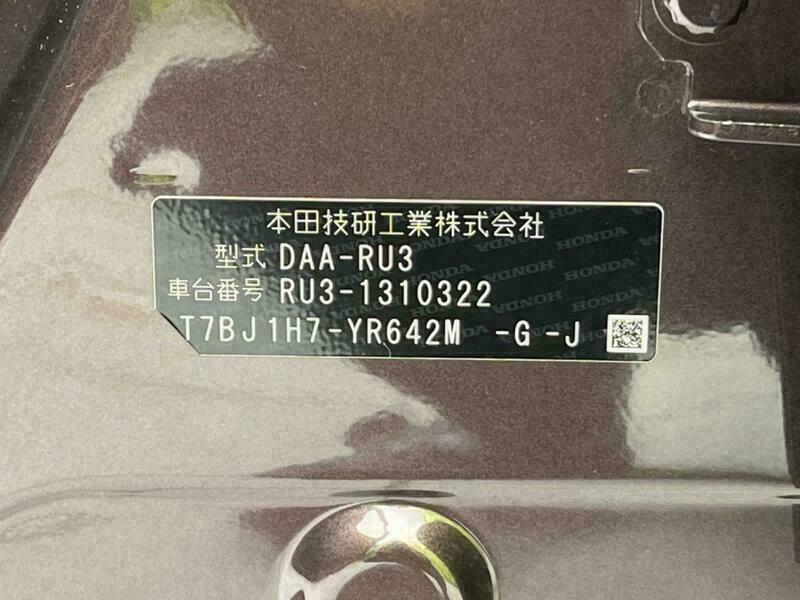 本田技研工業株式会社
型式 DAA-RU3
車台番号 RU3-1310322
T7BJ1H7-YR642M -G-J